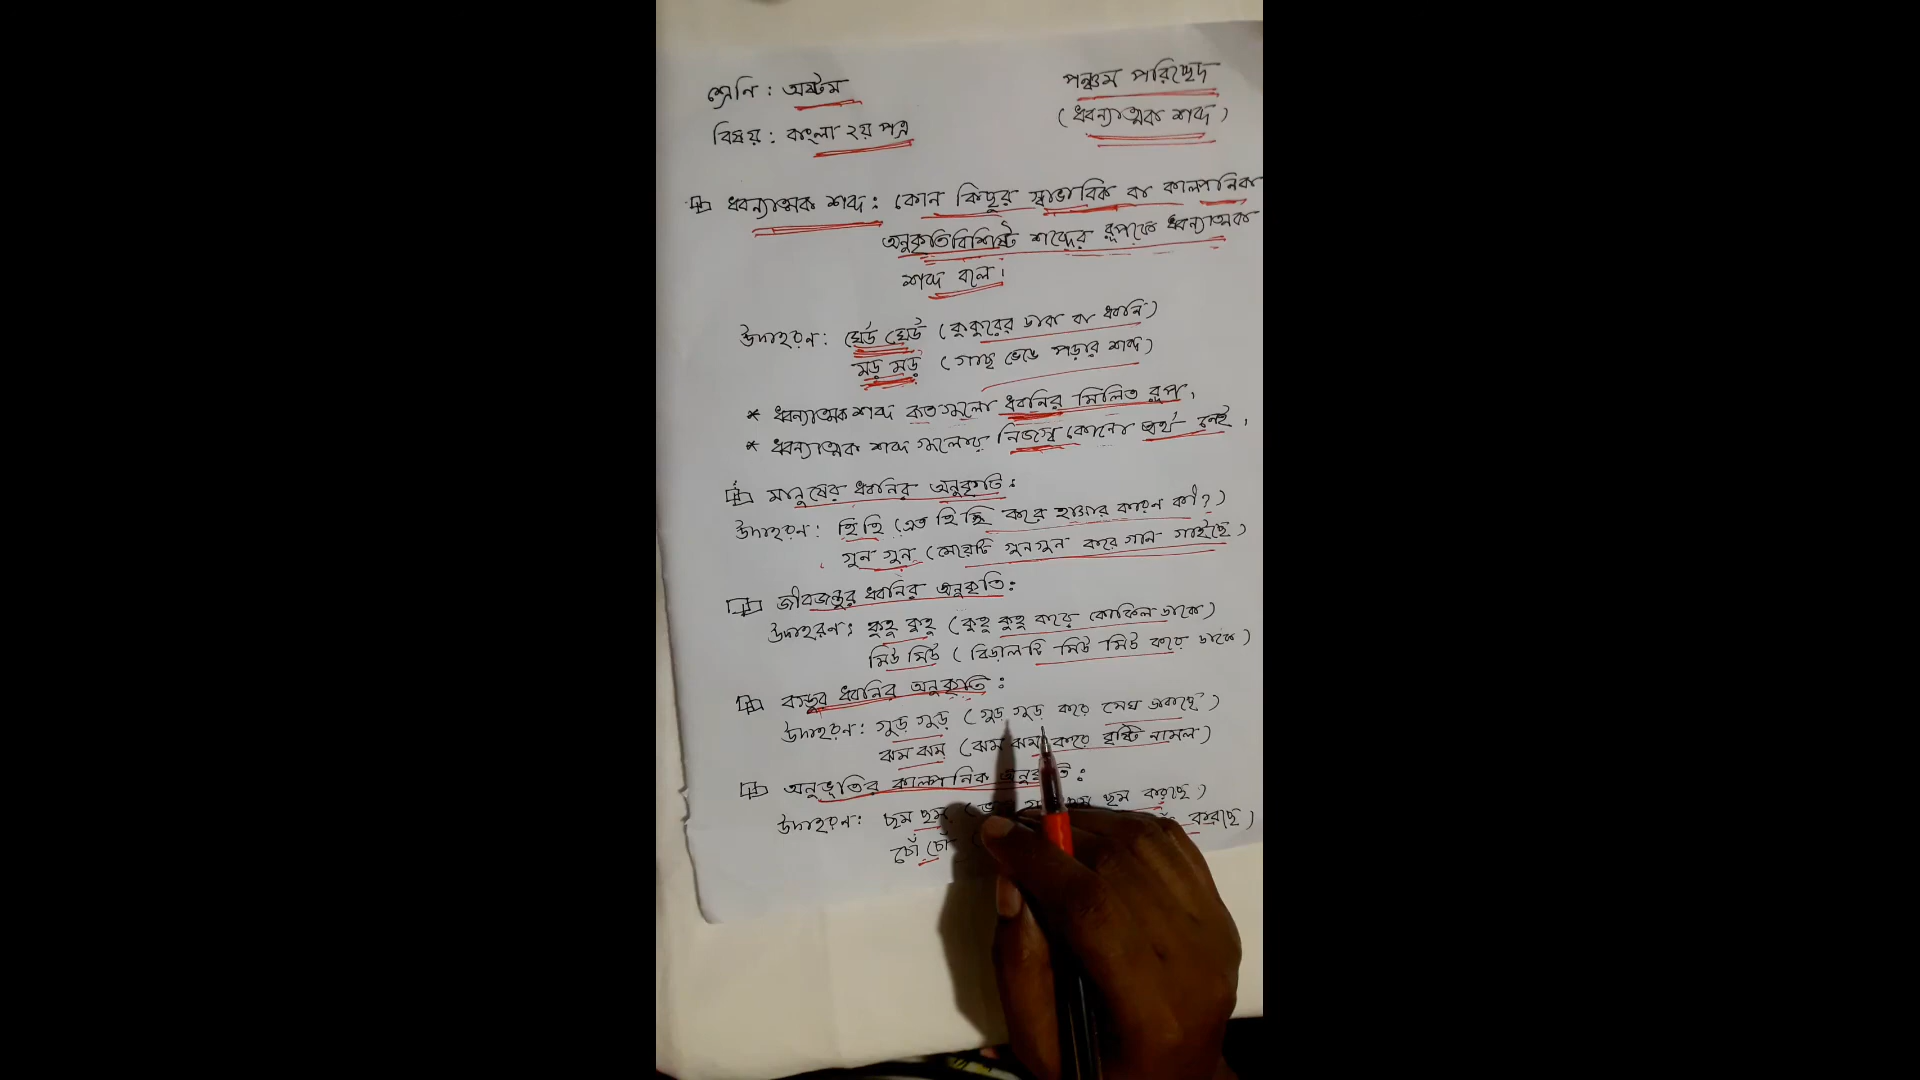 শ্রেণি : অষ্টম
বিষয় : বাংলা ২য় পত্র
পঞ্চম পরিচ্ছেদ
(ধ্বন্যাত্মক শব্দ)
ধ্বন্যাত্মক শব্দ : কোন কিছুর স্বাভাবিক বা কাল্পনিক
অনুকৃতিবিশিষ্ট শব্দের রূপকে ধ্বন্যাত্মক
শব্দ বলে।
উদাহরণ : ঘেউ ঘেউ (কুকুরের ডাক বা ধ্বনি)
মড় মড় (গাছ ভেঙে পড়ার শব্দ)
* ধ্বন্যাত্মক শব্দ কতগুলো ধ্বনির মিলিত রূপ,
* ধ্বন্যাত্মক শব্দ গুলোর নিজস্ব কোনো অর্থ নেই,
মানুষের ধ্বনির অনুকৃতি :
উদাহরণ : হি হি (এত হি হি করে হাসার কারণ কী?)
গুন গুন (মেয়েটি গুনগুন করে গান গাইছে)
জীবজন্তুর ধ্বনির অনুকৃতি :
উদাহরণ : কুহু কুহু (কুহু কুহু করে কোকিল ডাকে)
মিউ মিউ (বিড়ালটি মিউ মিউ করে ডাকে)
বস্তুর ধ্বনির অনুকৃতি :
উদাহরণ : গুড় গুড় (গুড় গুড় করে মেঘ ডাকছে)
ঝম ঝম (ঝম ঝম করে বৃষ্টি নামল)
অনুভূতির কাল্পনিক অনুকৃতি :
উদাহরণ : ছম ছম ( ছম করছে)
চোঁ চোঁ ( করছে)